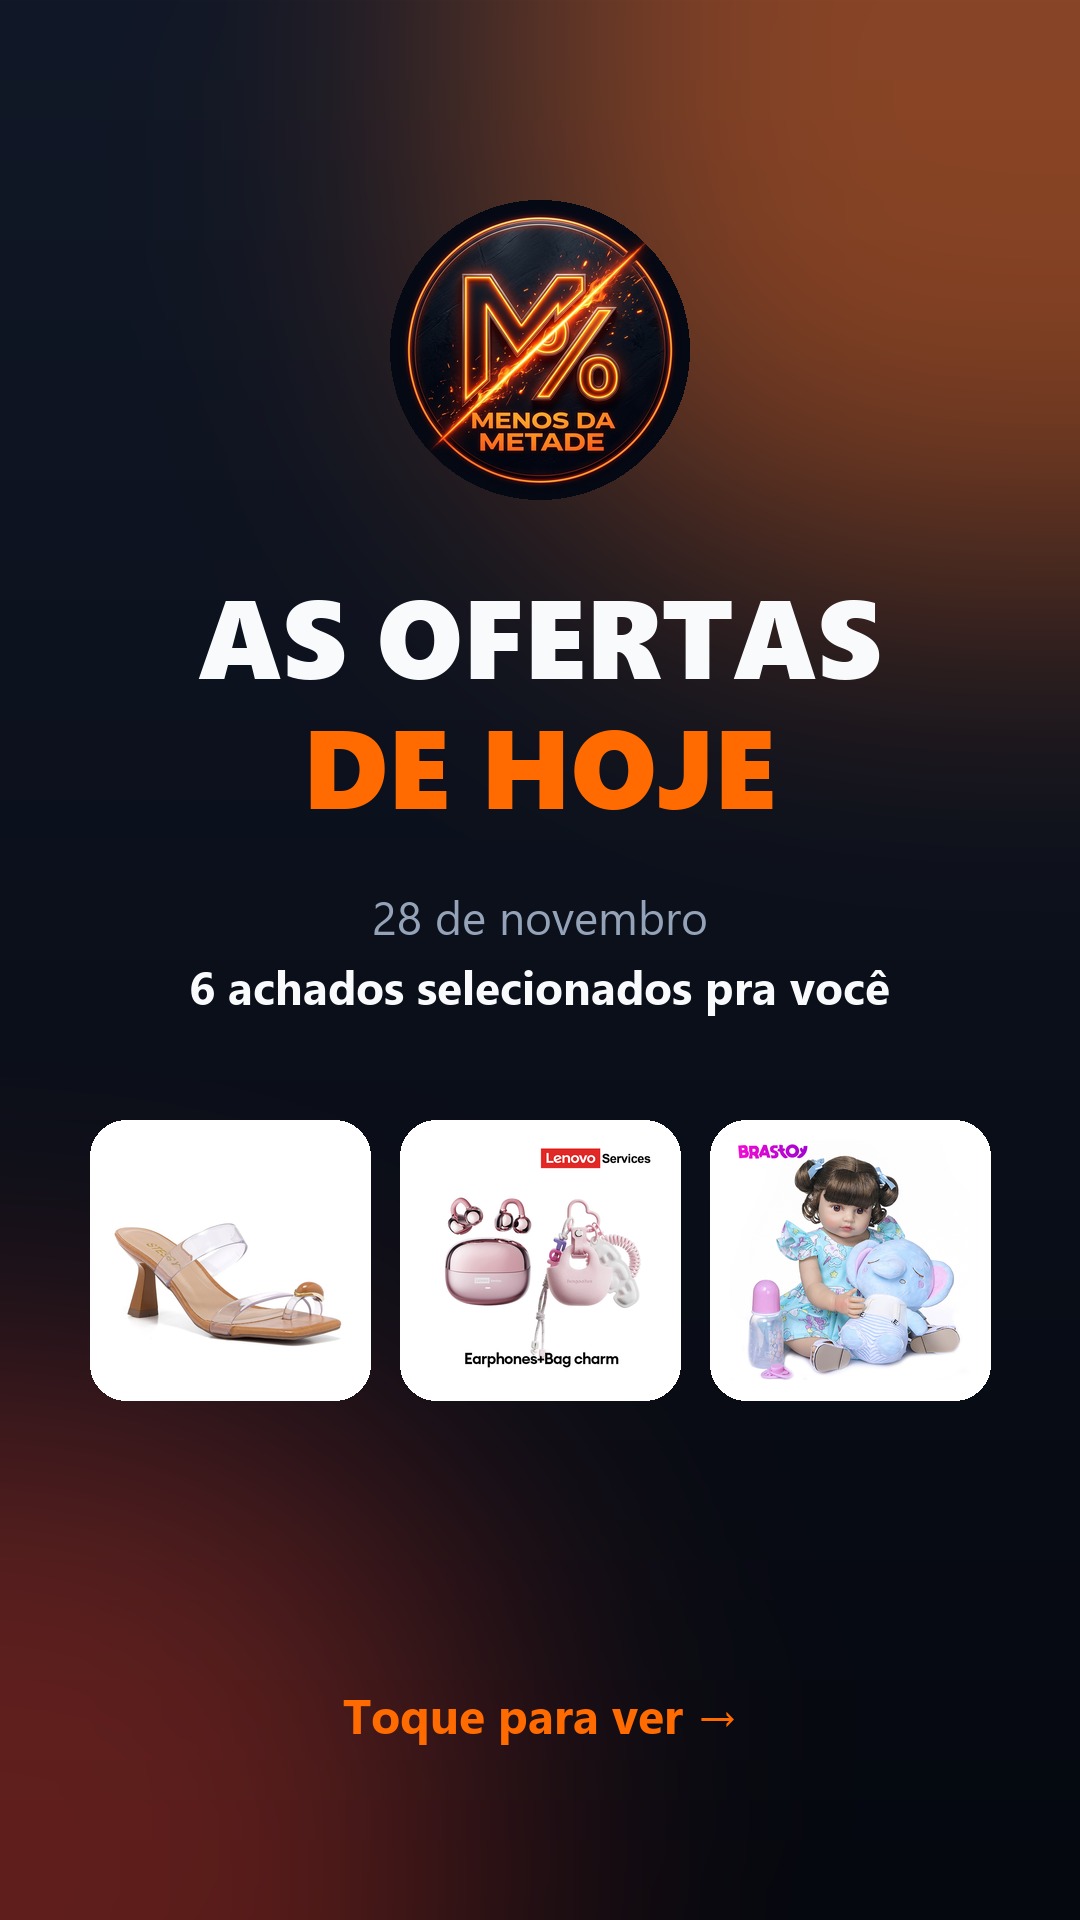 M%
MENOS DA
METADE
AS OFERTAS
DE HOJE
28 de novembro
6 achados selecionados pra você
Lenovo Services
Earphones+Bag charm
BRASTOY
Toque para ver →